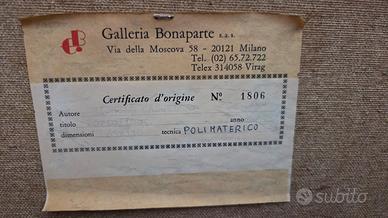 Galleria Bonaparte s.a.s.
Via della Moscova 58 - 20121 Milano
Tel. (02) 65.72.722
Telex 314058 Virag
Certificato d'origine N° 1806
Autore
titolo anno
dimensioni tecnica POLIMATERICO
subito